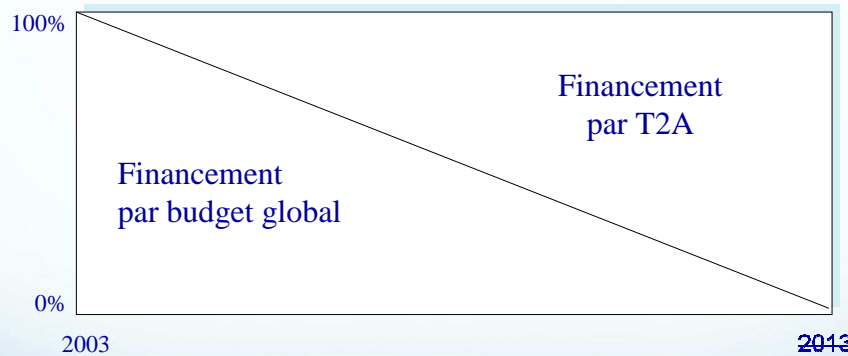 100%
Financement
par T2A
Financement
par budget global
0%
2003
2013